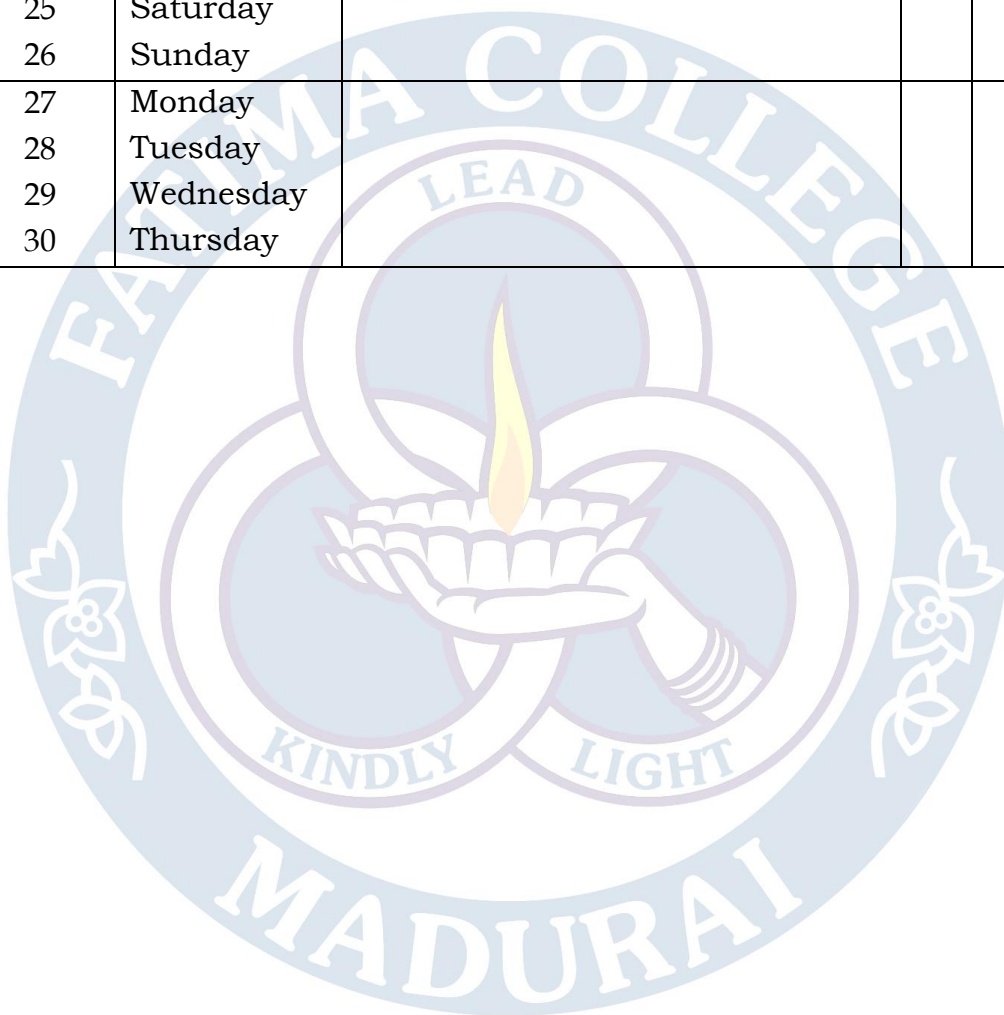 25 Saturday
26 Sunday
27 Monday
28 Tuesday
29 Wednesday
30 Thursday
FATIMA COLLEGE
LEAD
KINDLY LIGHT
MADURAI